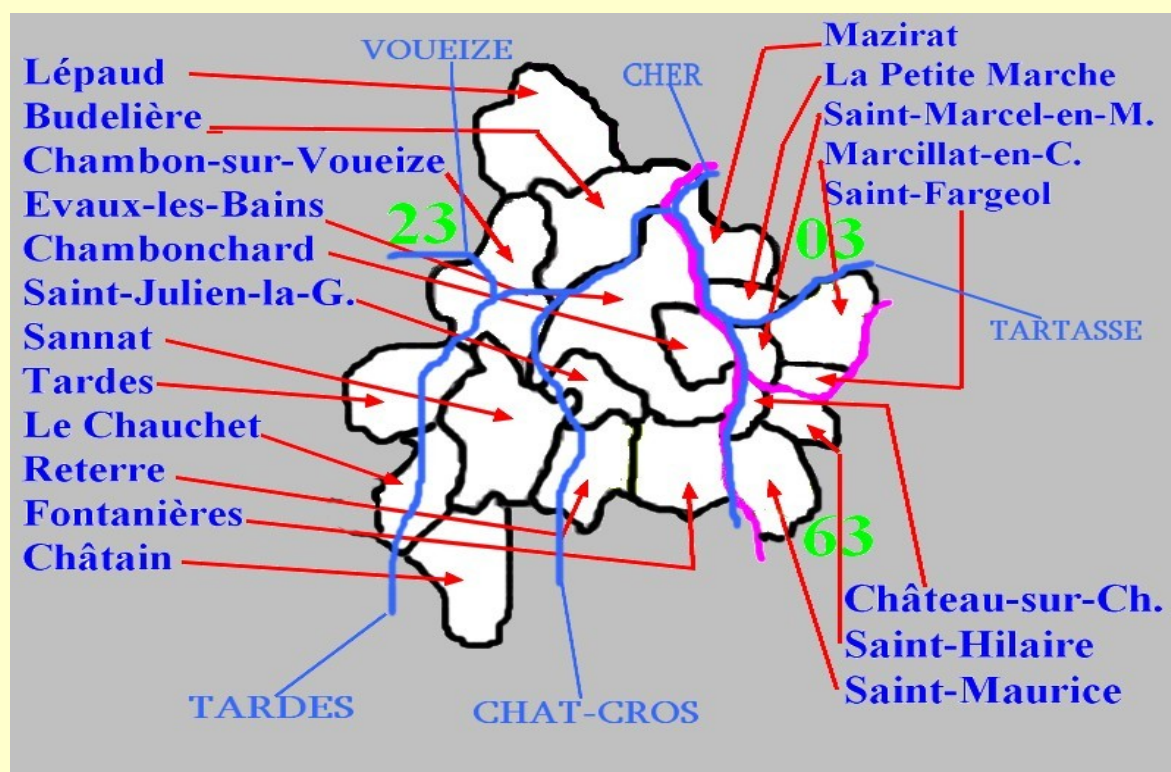 VOUEIZE
CHER
Lépaud
Budelière
Chambon-sur-Voueize
Evaux-les-Bains
Chambonchard
Saint-Julien-la-G.
Sannat
Tardes
Le Chauchet
Reterre
Fontanières
Châtain
Mazirat
La Petite Marche
Saint-Marcel-en-M.
Marcillat-en-C.
Saint-Fargeol
23
03
TARTASSE
63
Château-sur-Ch.
Saint-Hilaire
Saint-Maurice
TARDES
CHAT-CROS